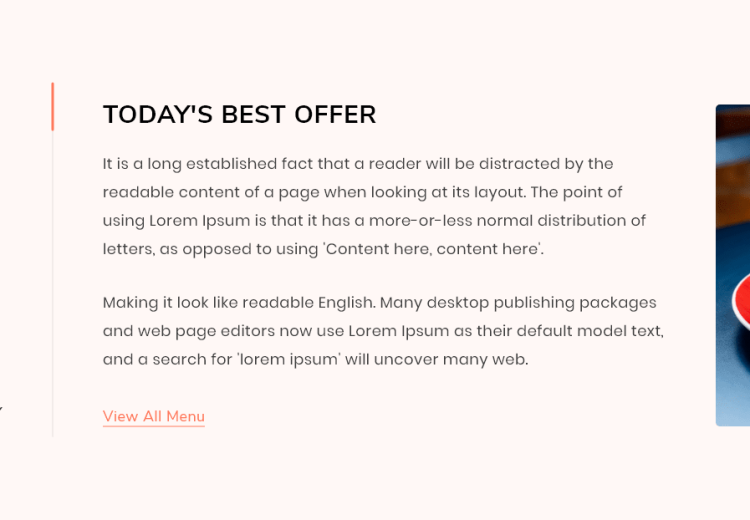 TODAY'S BEST OFFER
It is a long established fact that a reader will be distracted by the
readable content of a page when looking at its layout. The point of
using Lorem Ipsum is that it has a more-or-less normal distribution of
letters, as opposed to using 'Content here, content here'.
Making it look like readable English. Many desktop publishing packages
and web page editors now use Lorem Ipsum as their default model text,
and a search for 'lorem ipsum' will uncover many web.
View All Menu